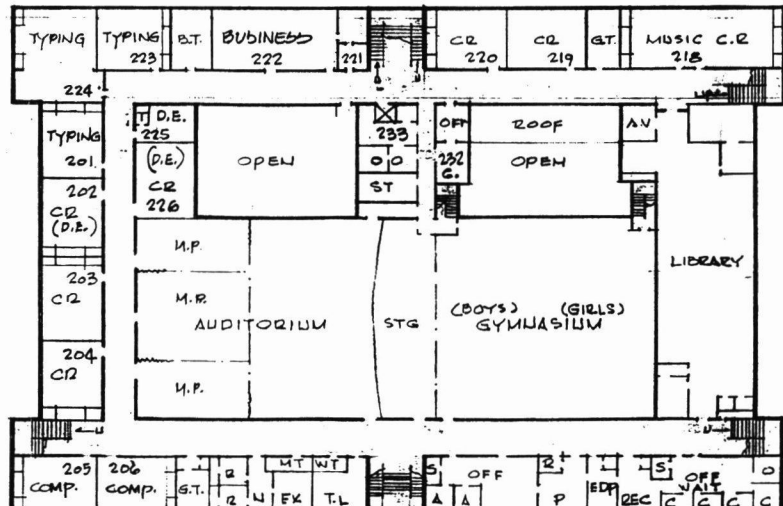 TYPING
TYPING
223
B.T.
BUSINESS
222
221
CR
220
CR
219
G.T.
MUSIC C.R
218
224
TYPING
201
202
CR
(D.E.)
203
CR
204
CR
T
D.E.
225
(D.E.)
CR
226
OPEN
233
O O
ST
OFF
232
G.
ROOF
OPEN
A.V
LIBRARY
M.P.
M.P.
M.P.
AUDITORIUM
STG
(BOYS) (GIRLS)
GYMNASIUM
205
COMP.
206
COMP.
G.T.
R
R
N
MT
WT
EX
T.L
S
A
A
OFF
R
P
EDP
REC
S
OFF
WAIT
C
C
C
O
C